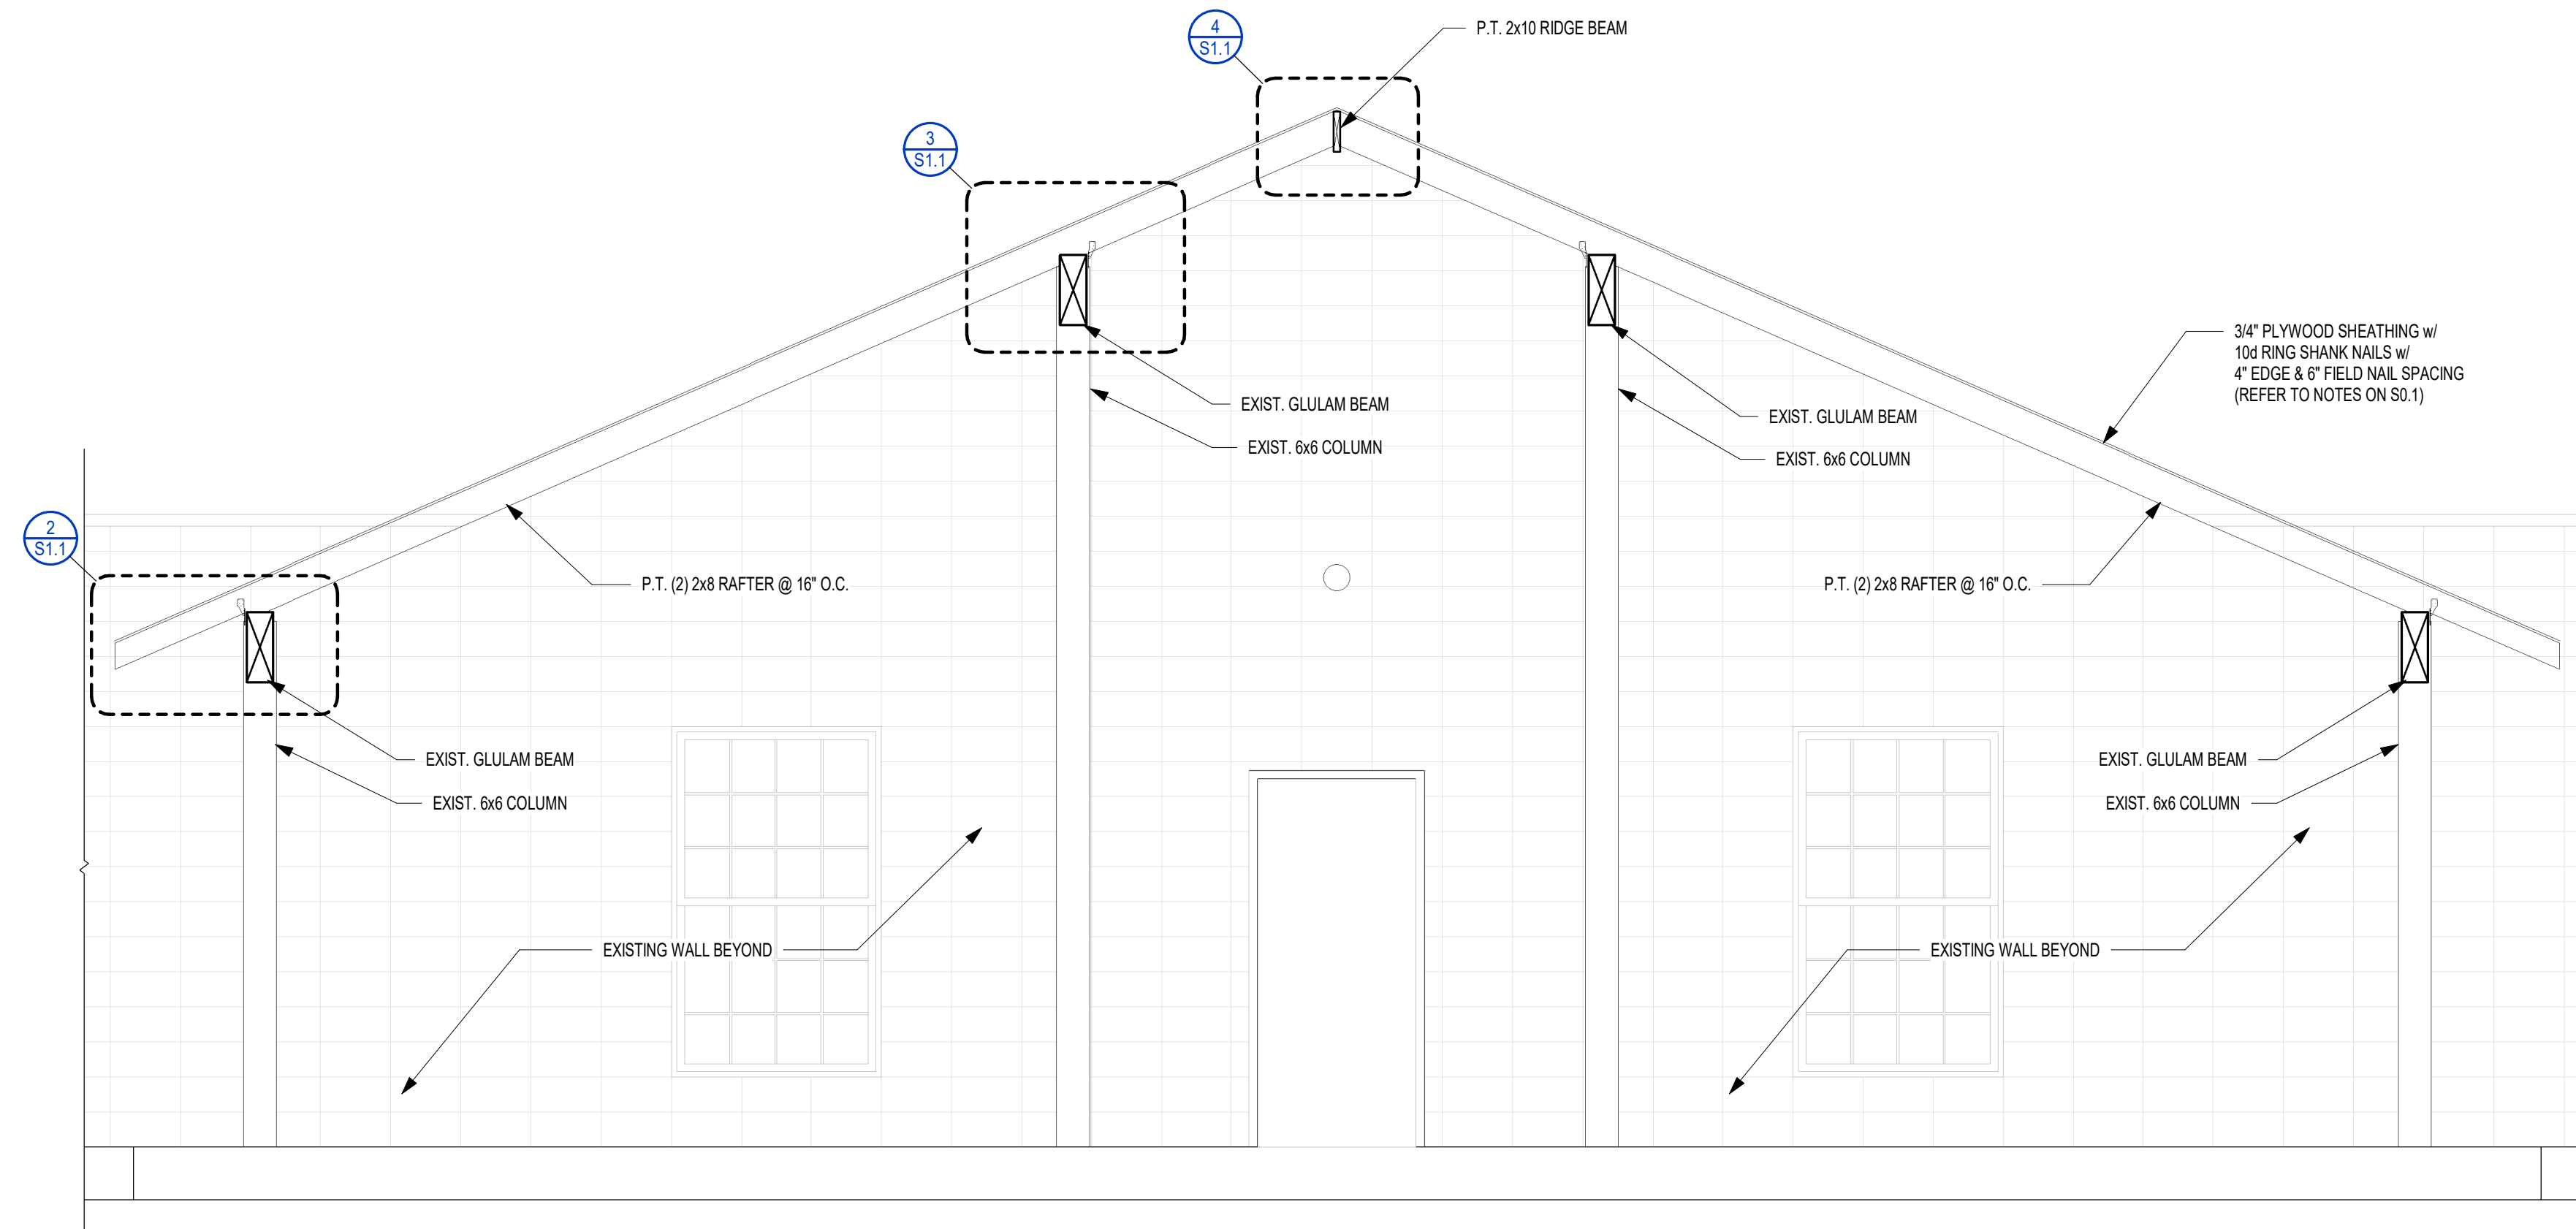 4
S1.1
P.T. 2x10 RIDGE BEAM
3
S1.1
3/4" PLYWOOD SHEATHING w/
10d RING SHANK NAILS w/
4" EDGE & 6" FIELD NAIL SPACING
(REFER TO NOTES ON S0.1)
EXIST. GLULAM BEAM
EXIST. 6x6 COLUMN
EXIST. GLULAM BEAM
EXIST. 6x6 COLUMN
2
S1.1
P.T. (2) 2x8 RAFTER @ 16" O.C.
P.T. (2) 2x8 RAFTER @ 16" O.C.
EXIST. GLULAM BEAM
EXIST. 6x6 COLUMN
EXIST. GLULAM BEAM
EXIST. 6x6 COLUMN
EXISTING WALL BEYOND
EXISTING WALL BEYOND